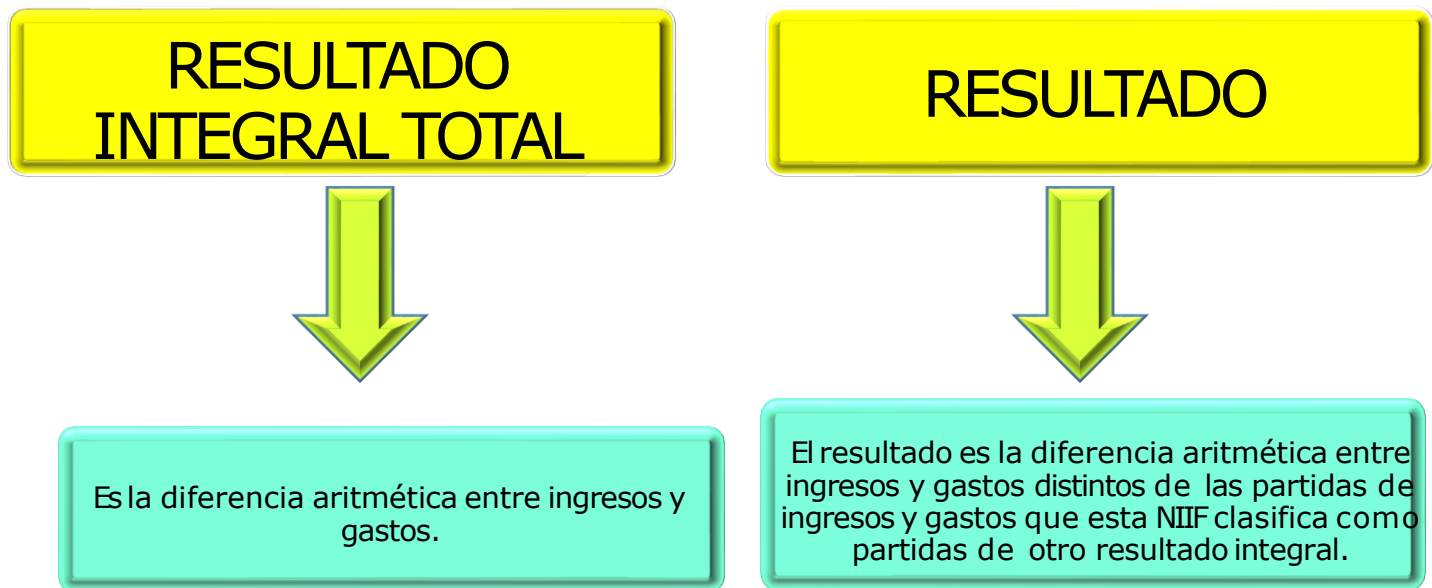 RESULTADO
INTEGRAL TOTAL
RESULTADO
Es la diferencia aritmética entre ingresos y
gastos.
El resultado es la diferencia aritmética entre
ingresos y gastos distintos de las partidas de
ingresos y gastos que esta NIIF clasifica como
partidas de otro resultado integral.